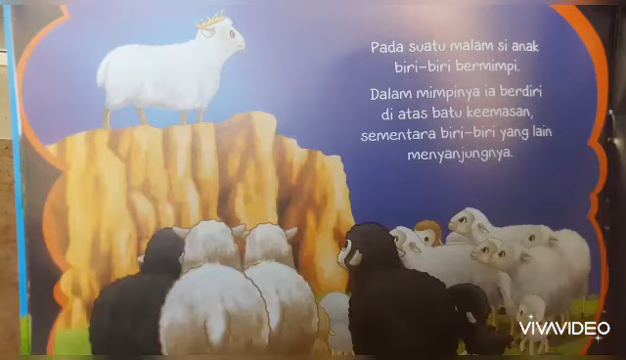 Pada suatu malam si anak
biri-biri bermimpi.
Dalam mimpinya ia berdiri
di atas batu keemasan,
sementara biri-biri yang lain
menyanjungnya.
VIVAVIDEO